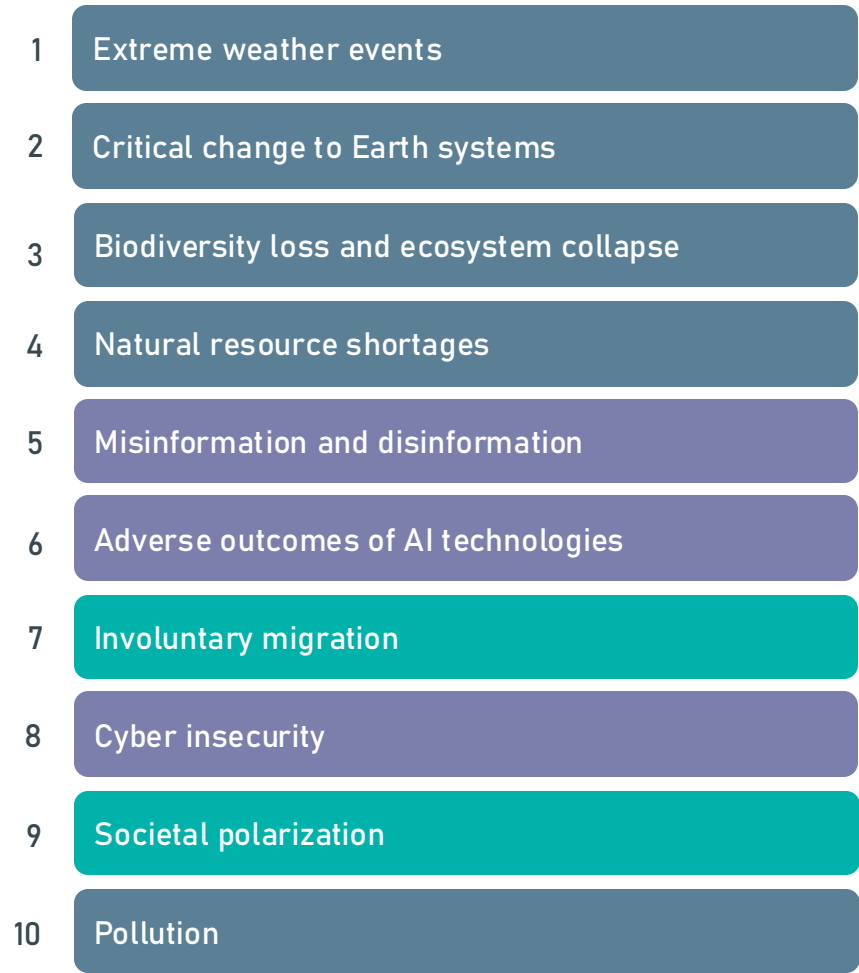 1 Extreme weather events
2 Critical change to Earth systems
3 Biodiversity loss and ecosystem collapse
4 Natural resource shortages
5 Misinformation and disinformation
6 Adverse outcomes of AI technologies
7 Involuntary migration
8 Cyber insecurity
9 Societal polarization
10 Pollution